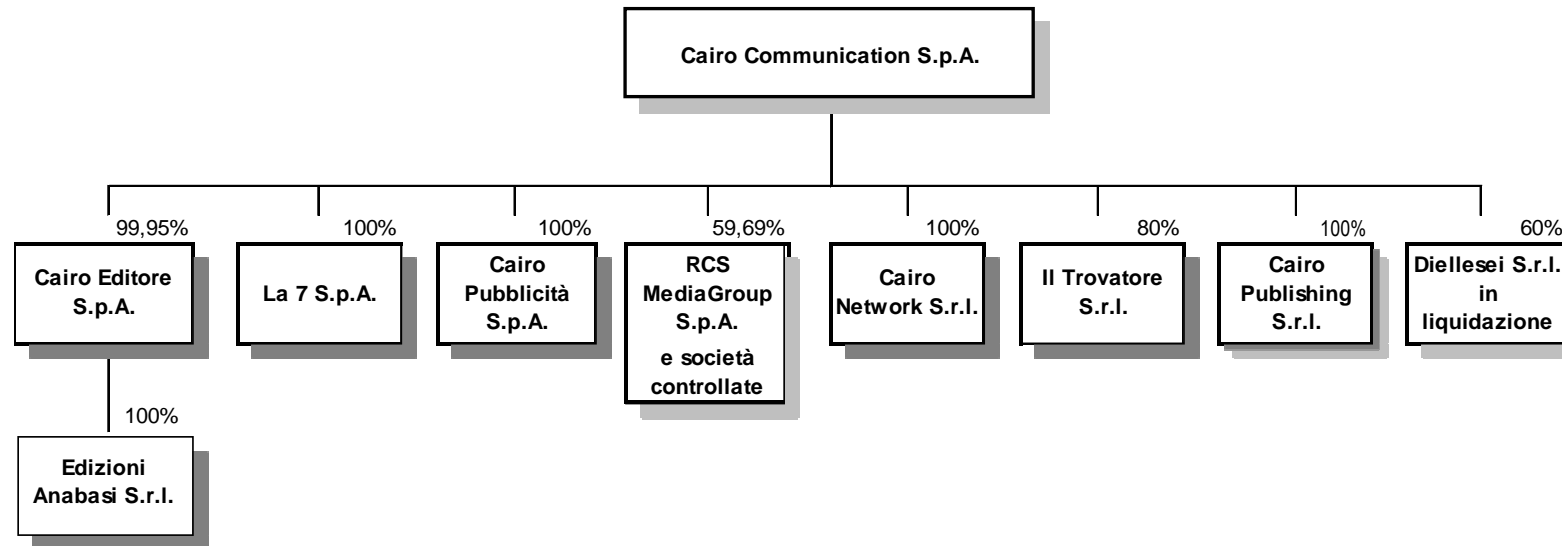 Cairo Communication S.p.A.
99,95%
Cairo Editore
S.p.A.
100%
La 7 S.p.A.
100%
Cairo
Pubblicità
S.p.A.
59,69%
RCS
MediaGroup
S.p.A.
e società
controllate
100%
Cairo
Network S.r.l.
80%
Il Trovatore
S.r.l.
100%
Cairo
Publishing
S.r.l.
60%
Diellesei S.r.l.
in
liquidazione
100%
Edizioni
Anabasi S.r.l.